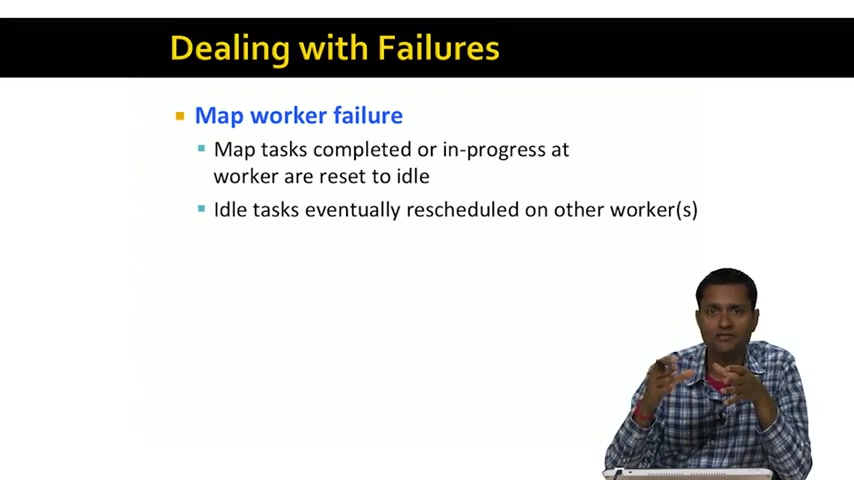 Dealing with Failures
Map worker failure
Map tasks completed or in-progress at
worker are reset to idle
Idle tasks eventually rescheduled on other worker(s)